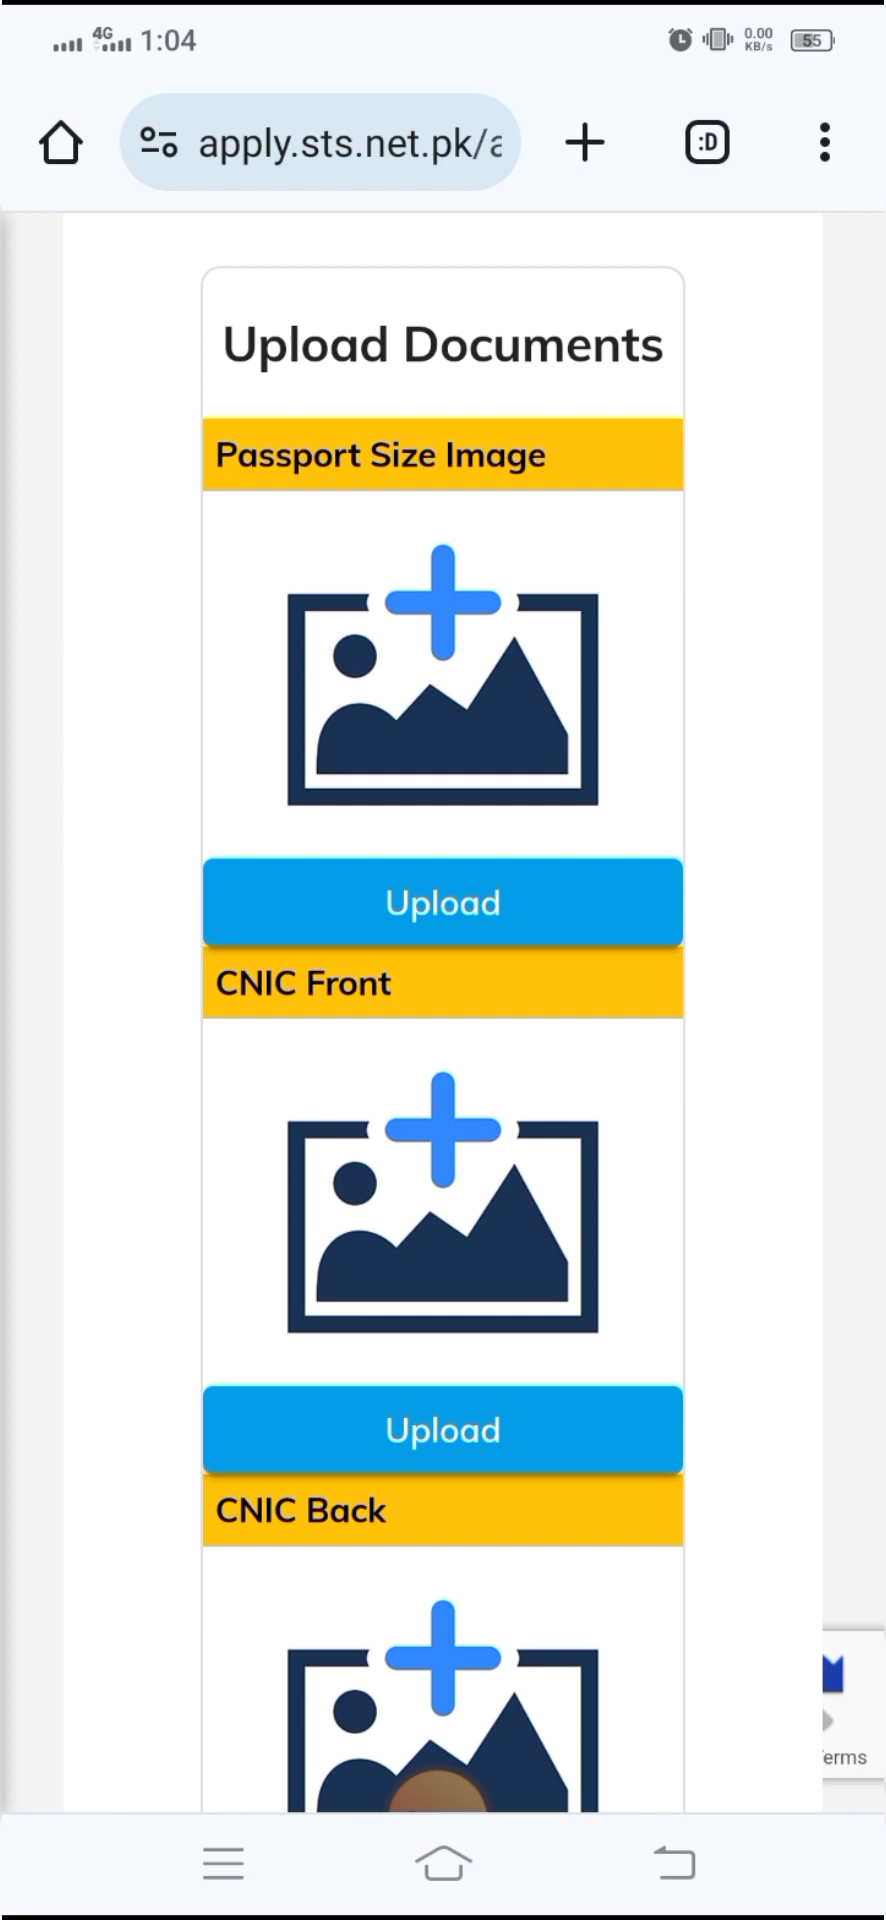 4G 1:04 0.00 KB/s 55
apply.sts.net.pk/a
:D
Upload Documents
Passport Size Image
Upload
CNIC Front
Upload
CNIC Back
erms